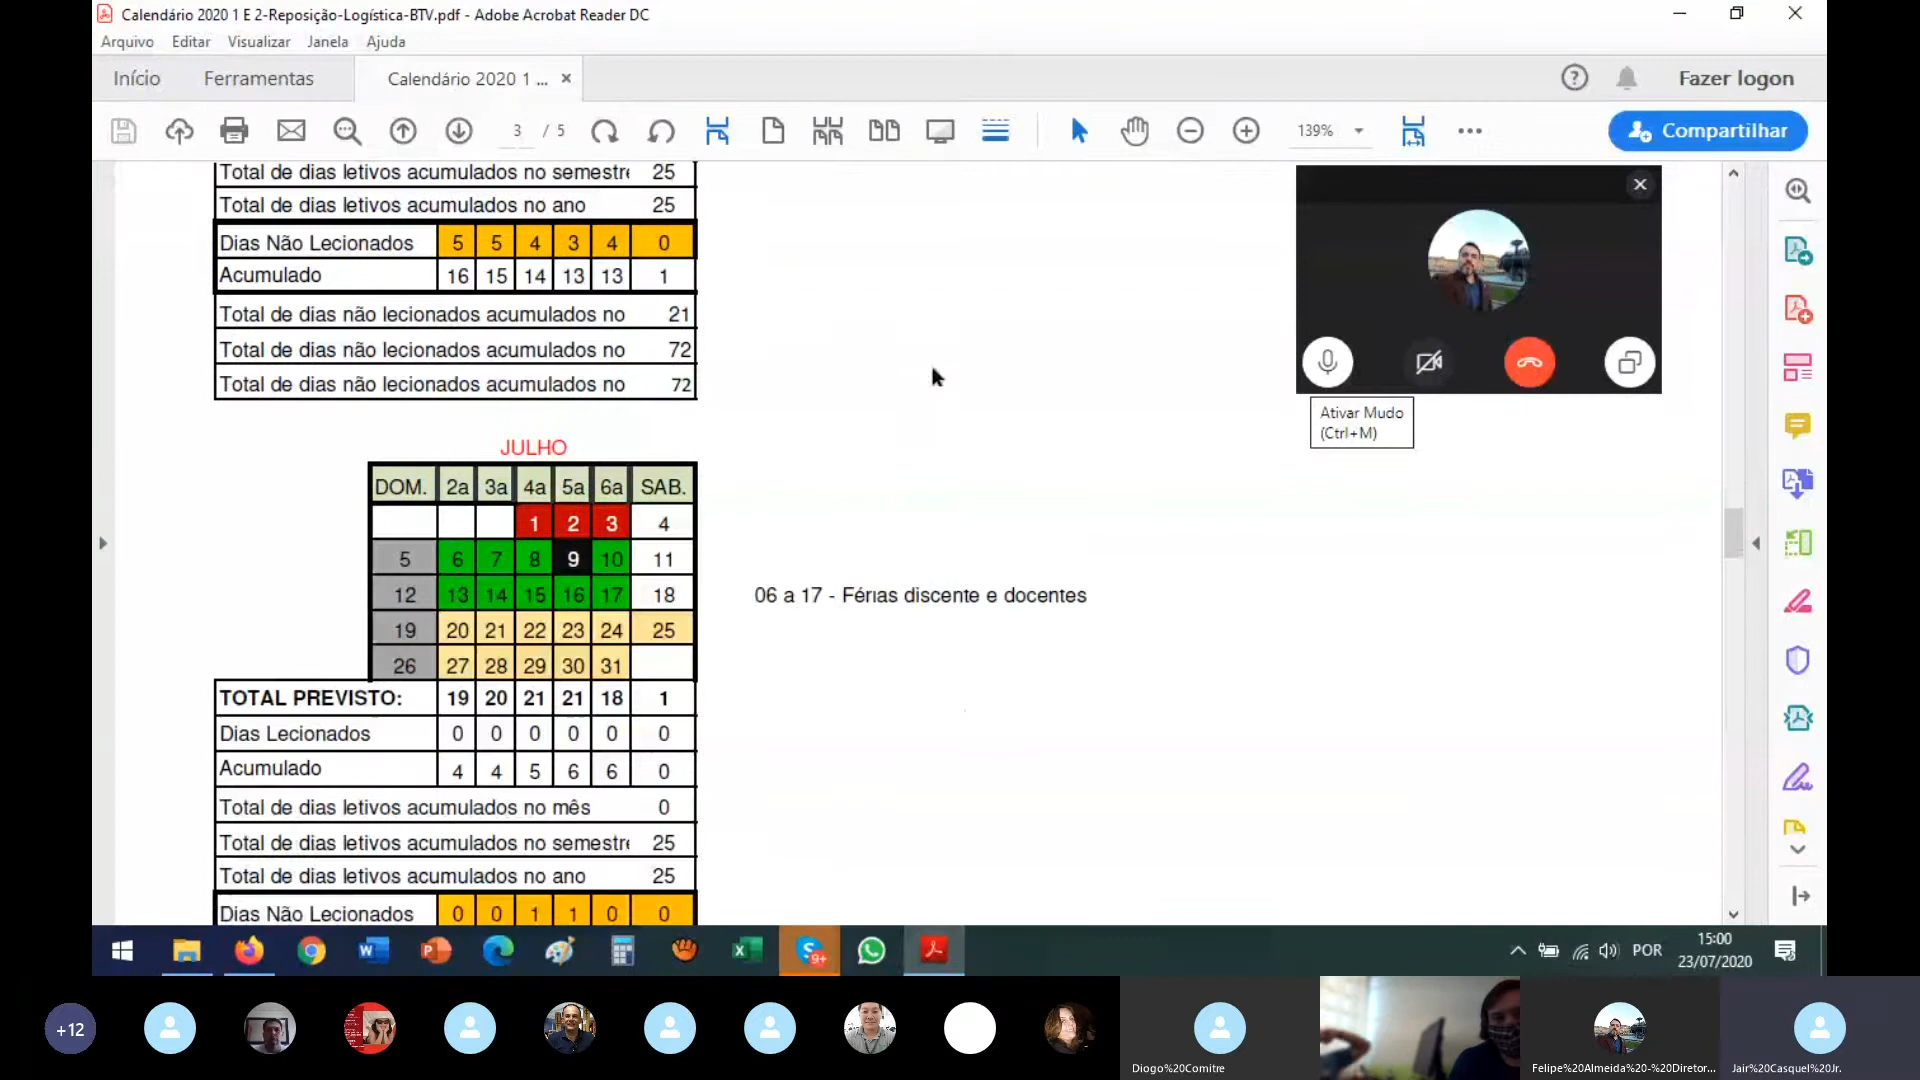 Calendário 2020 1 E 2-Reposição-Logística-BTV.pdf - Adobe Acrobat Reader DC
Arquivo Editar Visualizar Janela Ajuda
Início Ferramentas Calendário 2020 1 ... × Fazer logon
3 / 5 139% Compartilhar
Total de dias letivos acumulados no semestr 25
Total de dias letivos acumulados no ano 25
Dias Não Lecionados 5 5 4 3 4 0
Acumulado 16 15 14 13 13 1
Total de dias não lecionados acumulados no 21
Total de dias não lecionados acumulados no 72
Total de dias não lecionados acumulados no 72
Ativar Mudo
(Ctrl+M)
JULHO
DOM. 2a 3a 4a 5a 6a SAB.
1 2 3 4
5 6 7 8 9 10 11
12 13 14 15 16 17 18
06 a 17 - Férias discente e docentes
19 20 21 22 23 24 25
26 27 28 29 30 31
TOTAL PREVISTO: 19 20 21 21 18 1
Dias Lecionados 0 0 0 0 0 0
Acumulado 4 4 5 6 6 0
Total de dias letivos acumulados no mês 0
Total de dias letivos acumulados no semestr 25
Total de dias letivos acumulados no ano 25
Dias Não Lecionados 0 0 1 1 0 0
9+
POR
15:00
23/07/2020
+12
Diogo%20Comitre
Felipe%20Almeida%20-%20Diretor...
Jair%20Casquel%20Jr.